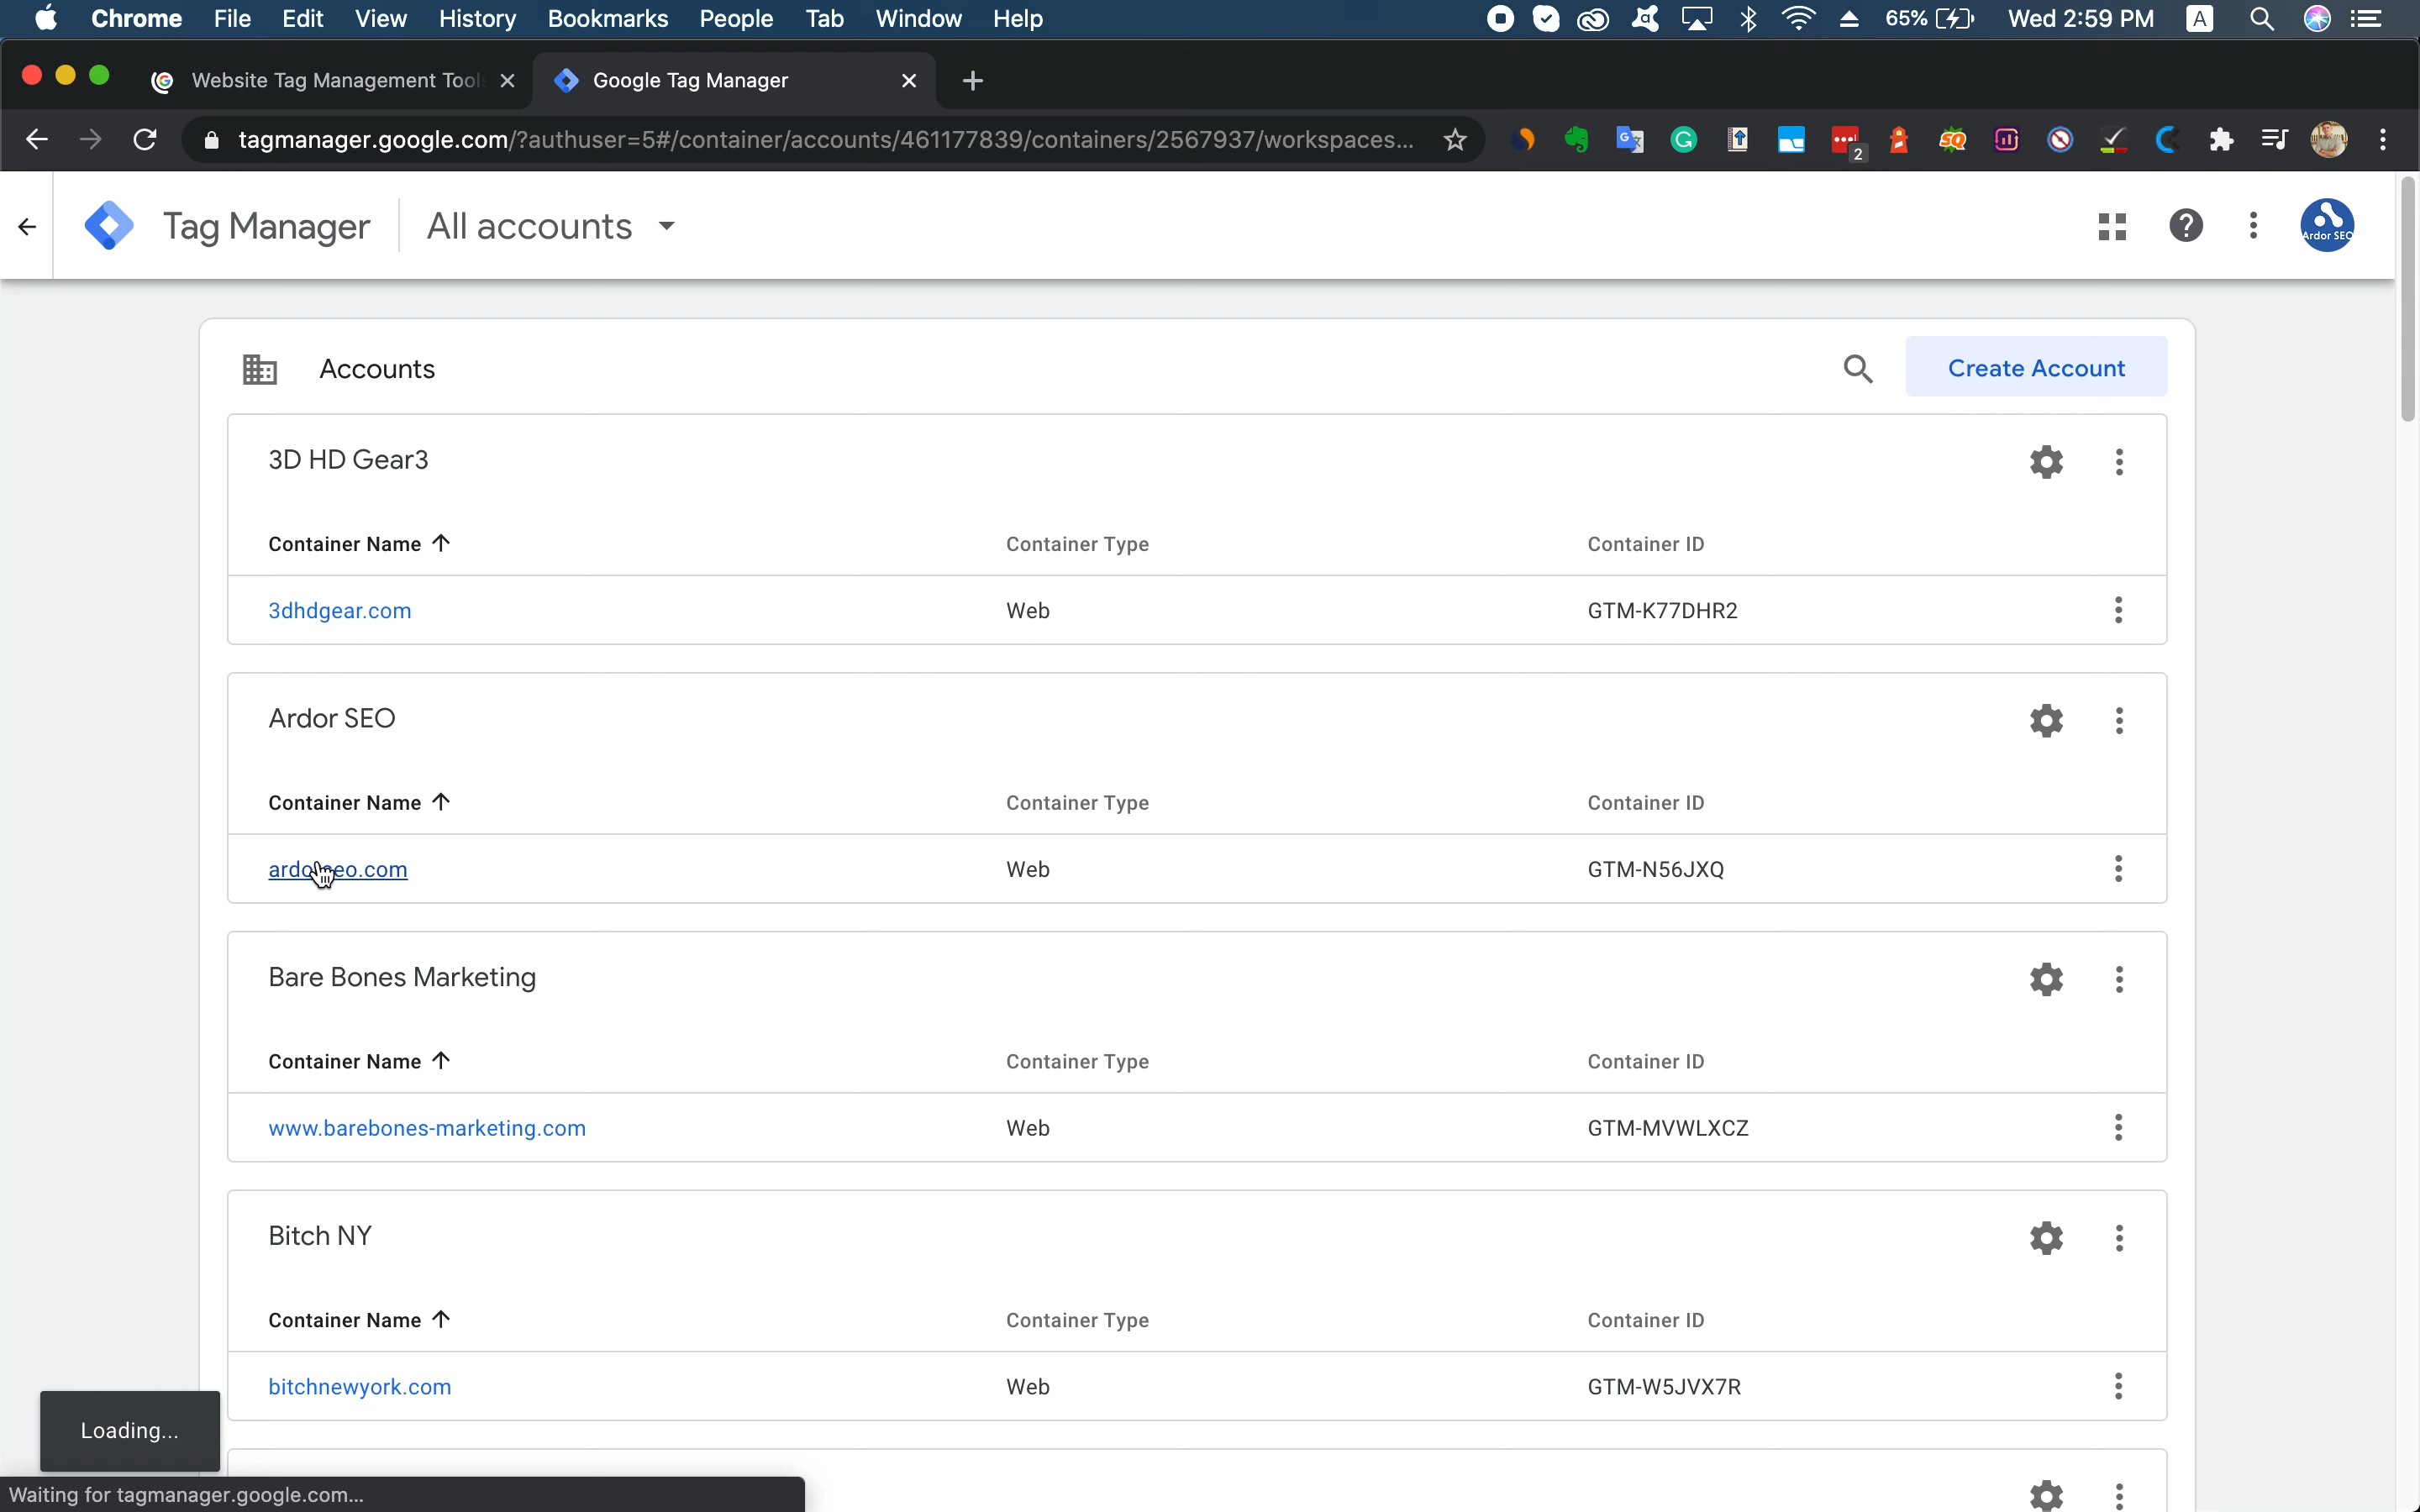 Chrome File Edit View History Bookmarks People Tab Window Help 65% Wed 2:59 PM A
Website Tag Management Tool Google Tag Manager
tagmanager.google.com/?authuser=5#/container/accounts/461177839/containers/2567937/workspaces... 2
Tag Manager All accounts Ardor SEO
Accounts Create Account
3D HD Gear3
Container Name Container Type Container ID
3dhdgear.com Web GTM-K77DHR2
Ardor SEO
Container Name Container Type Container ID
Web GTM-N56JXQ
Bare Bones Marketing
Container Name Container Type Container ID
www.barebones-marketing.com Web GTM-MVWLXCZ
Bitch NY
Container Name Container Type Container ID
bitchnewyork.com Web GTM-W5JVX7R
Loading...
Waiting for tagmanager.google.com...